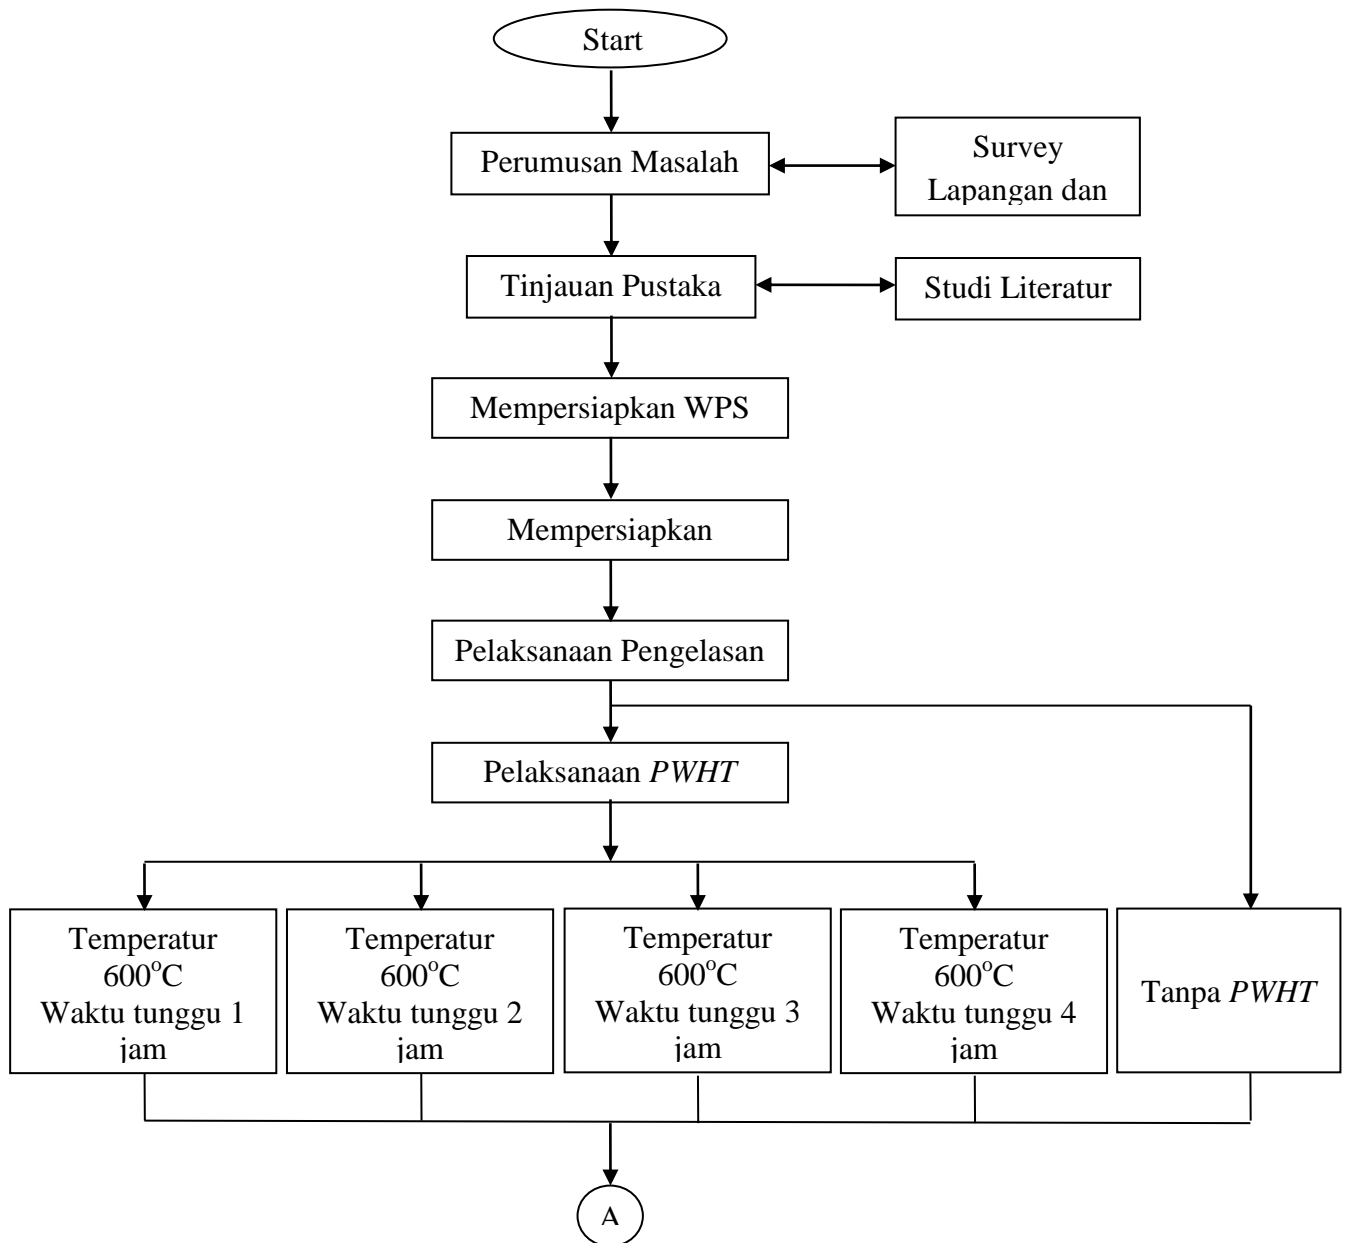 Start
Perumusan Masalah
Survey
Lapangan dan
Tinjauan Pustaka
Studi Literatur
Mempersiapkan WPS
Mempersiapkan
Pelaksanaan Pengelasan
Pelaksanaan PWHT
Temperatur
600°C
Waktu tunggu 1
jam
Temperatur
600°C
Waktu tunggu 2
jam
Temperatur
600°C
Waktu tunggu 3
jam
Temperatur
600°C
Waktu tunggu 4
jam
Tanpa PWHT
A